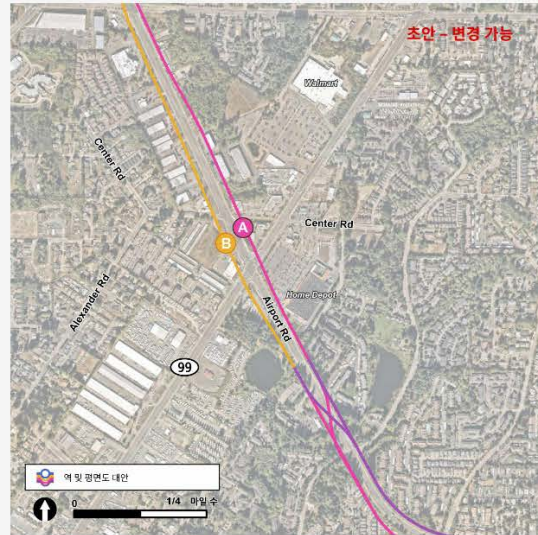 초안 – 변경 가능
Walmart
Center Rd
A
Center Rd
B
Home Depot
Airport Rd
Alexander Rd
99
역 및 평면도 대안
0
1/4 마일 수